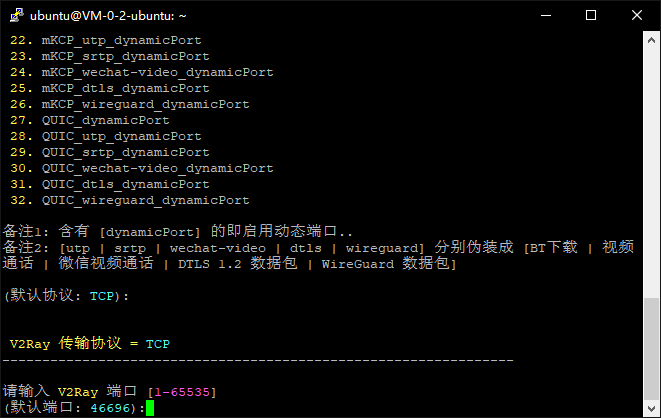 ubuntu@VM-0-2-ubuntu: ~
22. mKCP_utp_dynamicPort
23. mKCP_srtp_dynamicPort
24. mKCP_wechat-video_dynamicPort
25. mKCP_dtls_dynamicPort
26. mKCP_wireguard_dynamicPort
27. QUIC_dynamicPort
28. QUIC_utp_dynamicPort
29. QUIC_srtp_dynamicPort
30. QUIC_wechat-video_dynamicPort
31. QUIC_dtls_dynamicPort
32. QUIC_wireguard_dynamicPort
备注1: 含有 [dynamicPort] 的即启用动态端口..
备注2: [utp | srtp | wechat-video | dtls | wireguard] 分别伪装成 [BT下载 | 视频
通话 | 微信视频通话 | DTLS 1.2 数据包 | WireGuard 数据包]
(默认协议: TCP):
V2Ray 传输协议 = TCP
----------------------------------------------------------------
请输入 V2Ray 端口 [1-65535]
(默认端口: 46696):